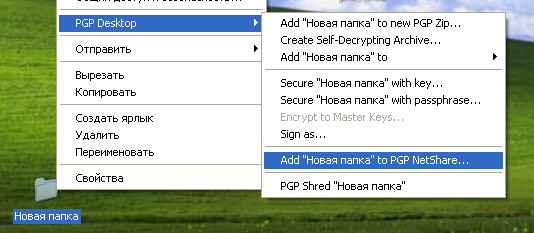 PGP Desktop
Отправить
Вырезать
Копировать
Создать ярлык
Удалить
Переименовать
Свойства
Add "Новая папка" to new PGP Zip...
Create Self-Decrypting Archive...
Add "Новая папка" to
Secure "Новая папка" with key...
Secure "Новая папка" with passphrase...
Encrypt to Master Keys...
Sign as...
Add "Новая папка" to PGP NetShare...
PGP Shred "Новая папка"
Новая папка